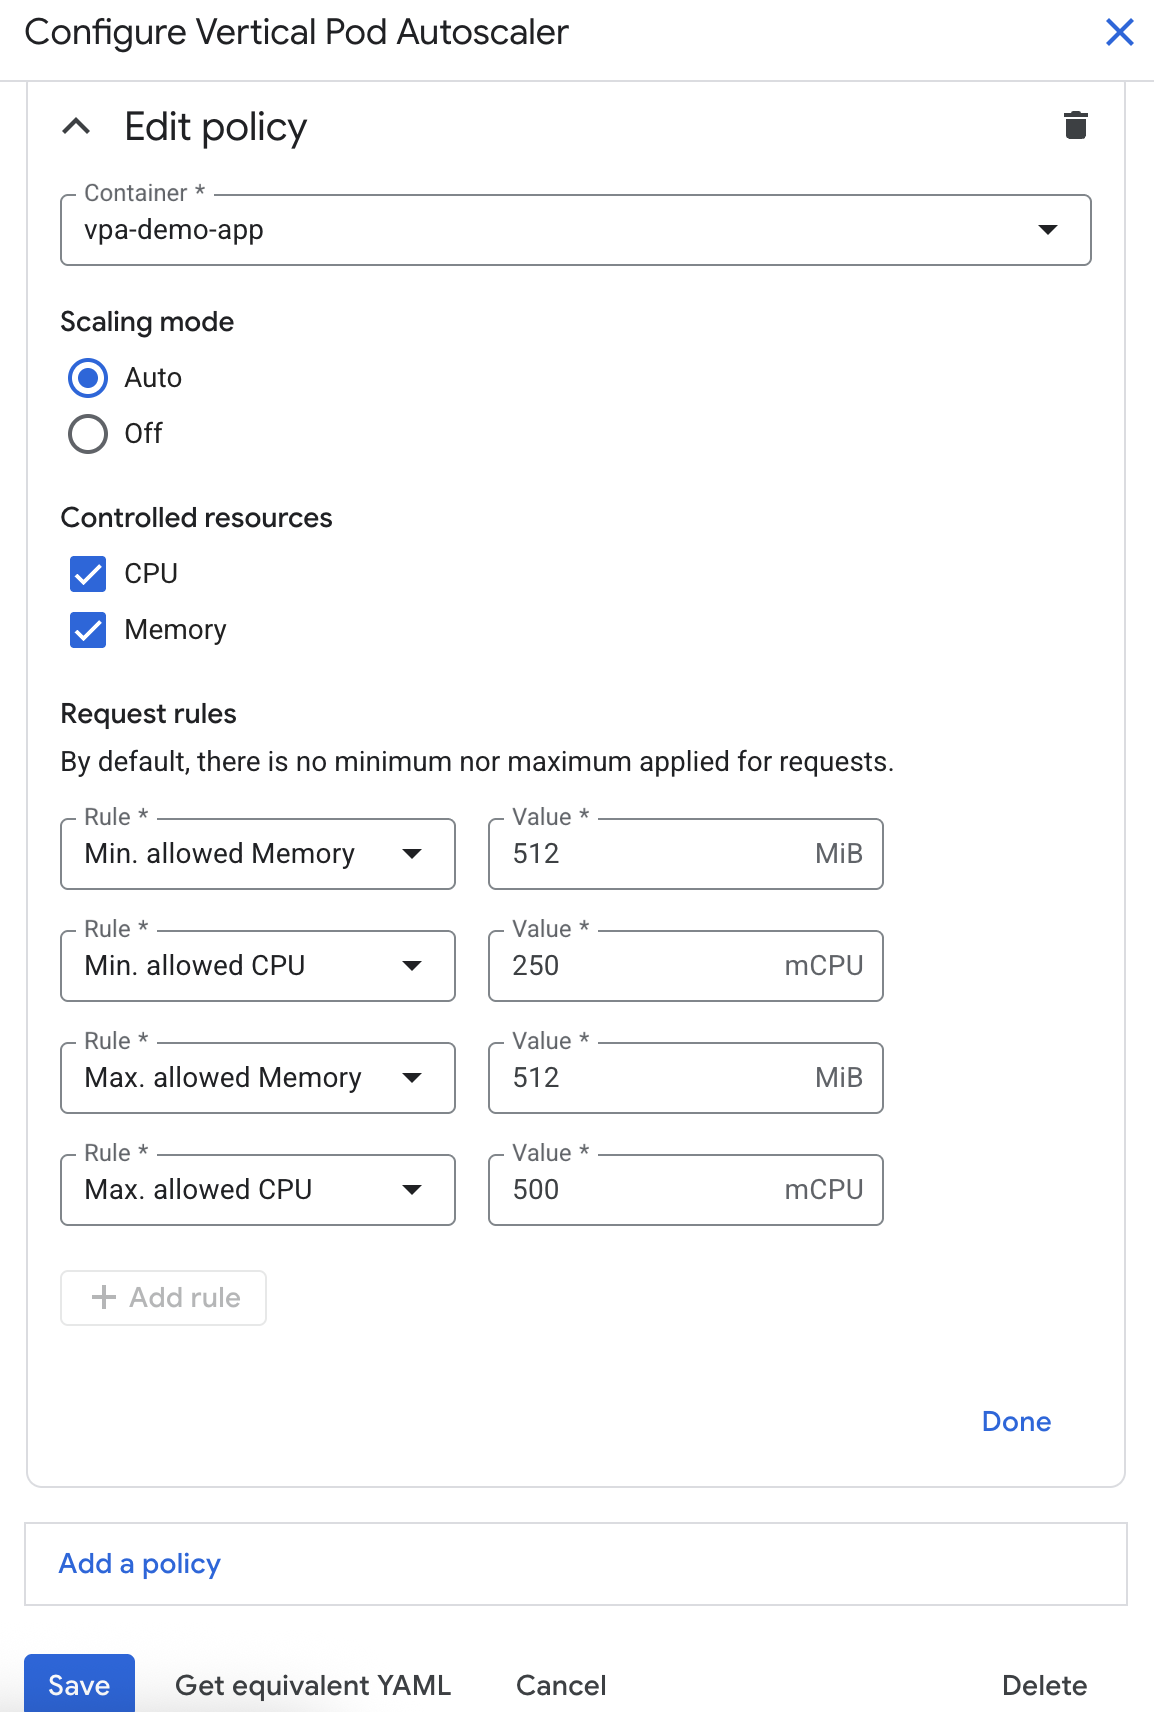 Configure Vertical Pod Autoscaler
Edit policy
Container *
vpa-demo-app
Scaling mode
Auto
Off
Controlled resources
CPU
Memory
Request rules
By default, there is no minimum nor maximum applied for requests.
Rule * Value *
Min. allowed Memory 512 MiB
Rule * Value *
Min. allowed CPU 250 mCPU
Rule * Value *
Max. allowed Memory 512 MiB
Rule * Value *
Max. allowed CPU 500 mCPU
+ Add rule
Done
Add a policy
Save Get equivalent YAML Cancel Delete